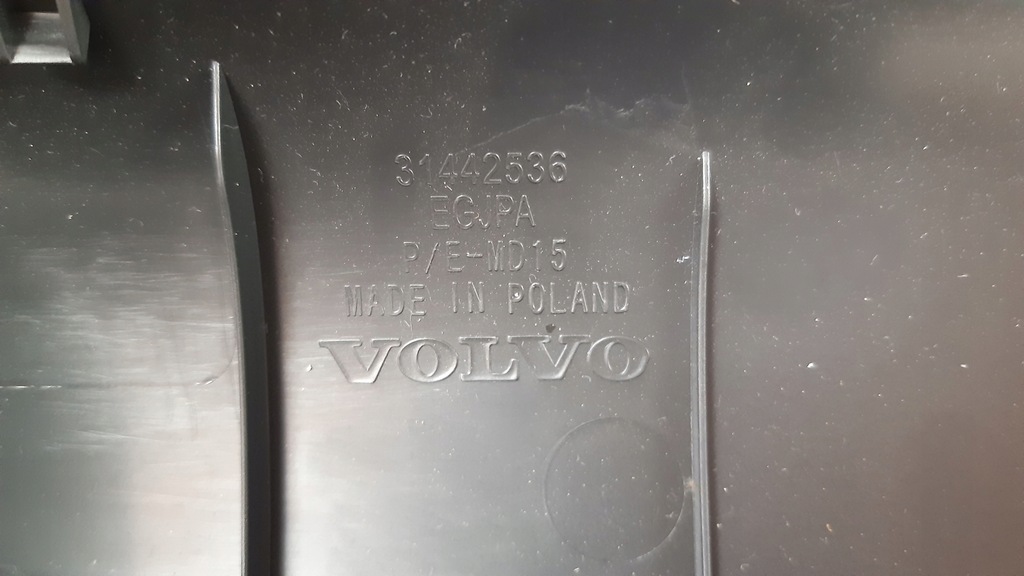 31442536
EGJPA
P/E-MD15
MADE IN POLAND
VOLVO